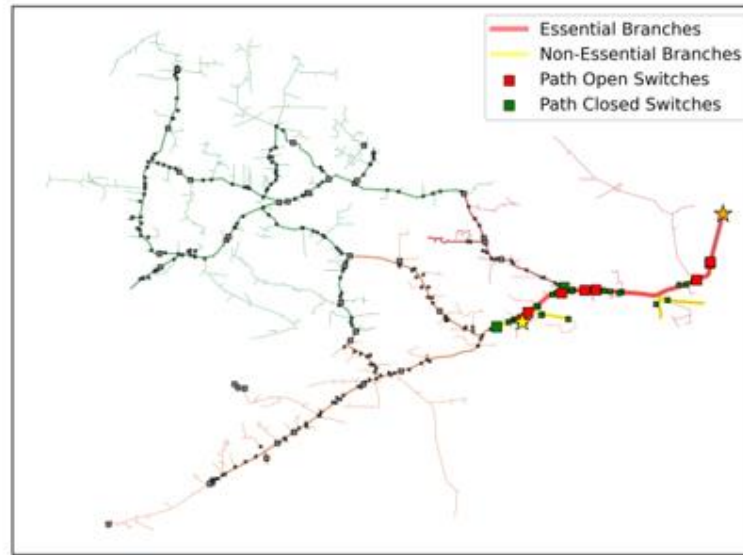 Essential Branches
Non-Essential Branches
Path Open Switches
Path Closed Switches